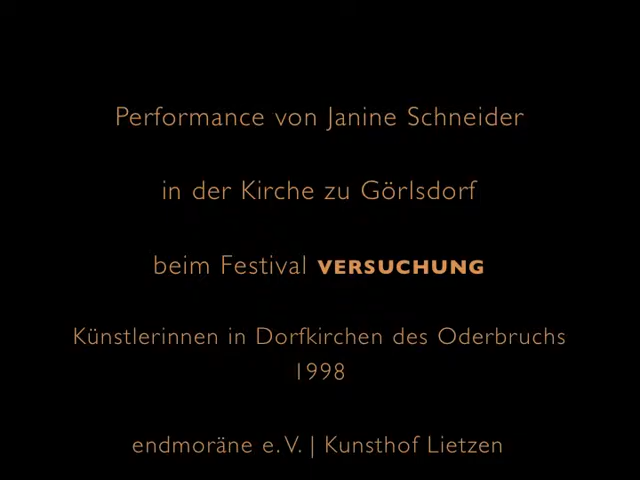 Performance von Janine Schneider
in der Kirche zu Görlsdorf
beim Festival VERSUCHUNG
Künstlerinnen in Dorfkirchen des Oderbruchs
1998
endmoräne e. V. | Kunsthof Lietzen